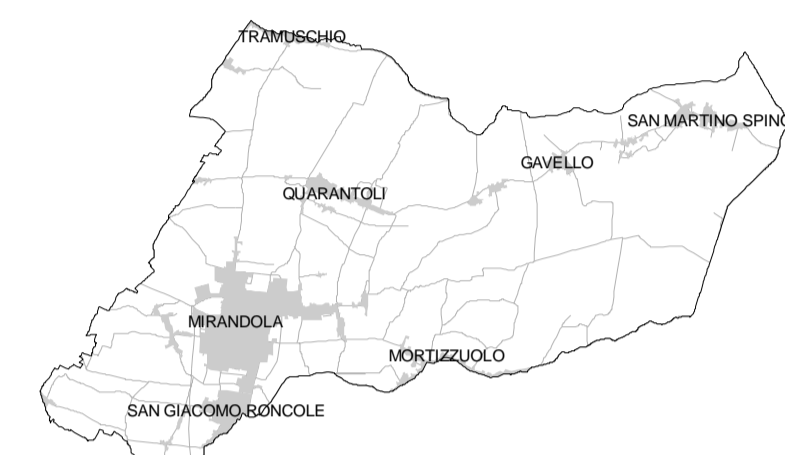 TRAMUSCHIO
SAN MARTINO SPINO
GAVELLO
QUARANTOLI
MIRANDOLA
MORTIZZUOLO
SAN GIACOMO RONCOLE